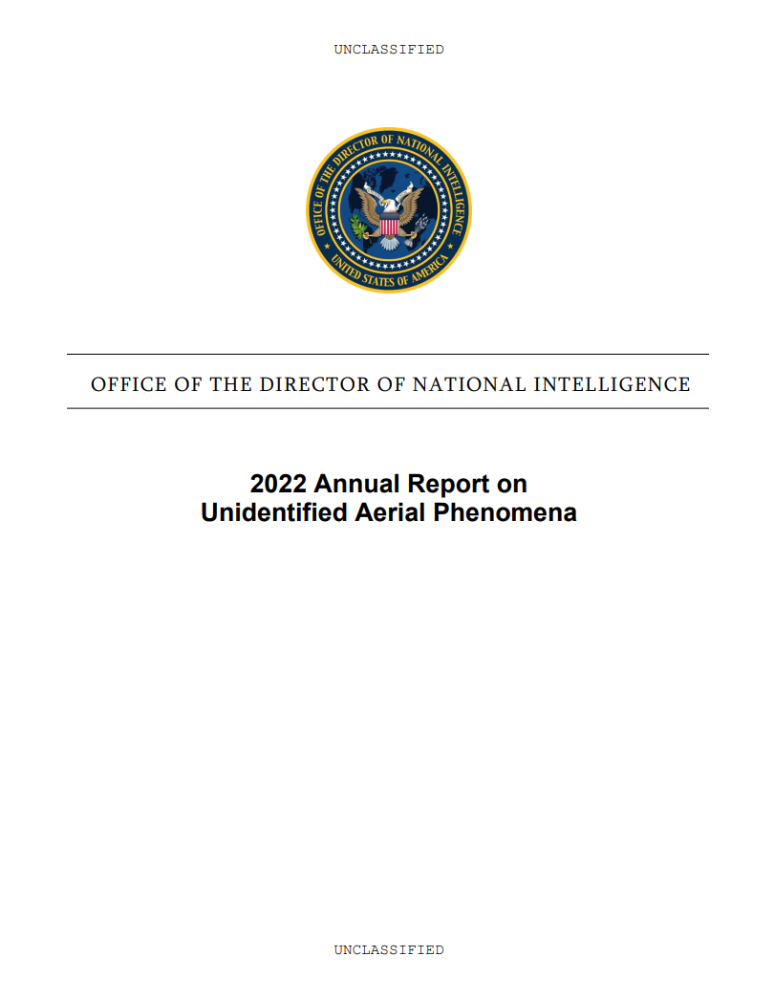 UNCLASSIFIED
OFFICE OF THE DIRECTOR OF NATIONAL INTELLIGENCE
UNITED STATES OF AMERICA
OFFICE OF THE DIRECTOR OF NATIONAL INTELLIGENCE
2022 Annual Report on
Unidentified Aerial Phenomena
UNCLASSIFIED